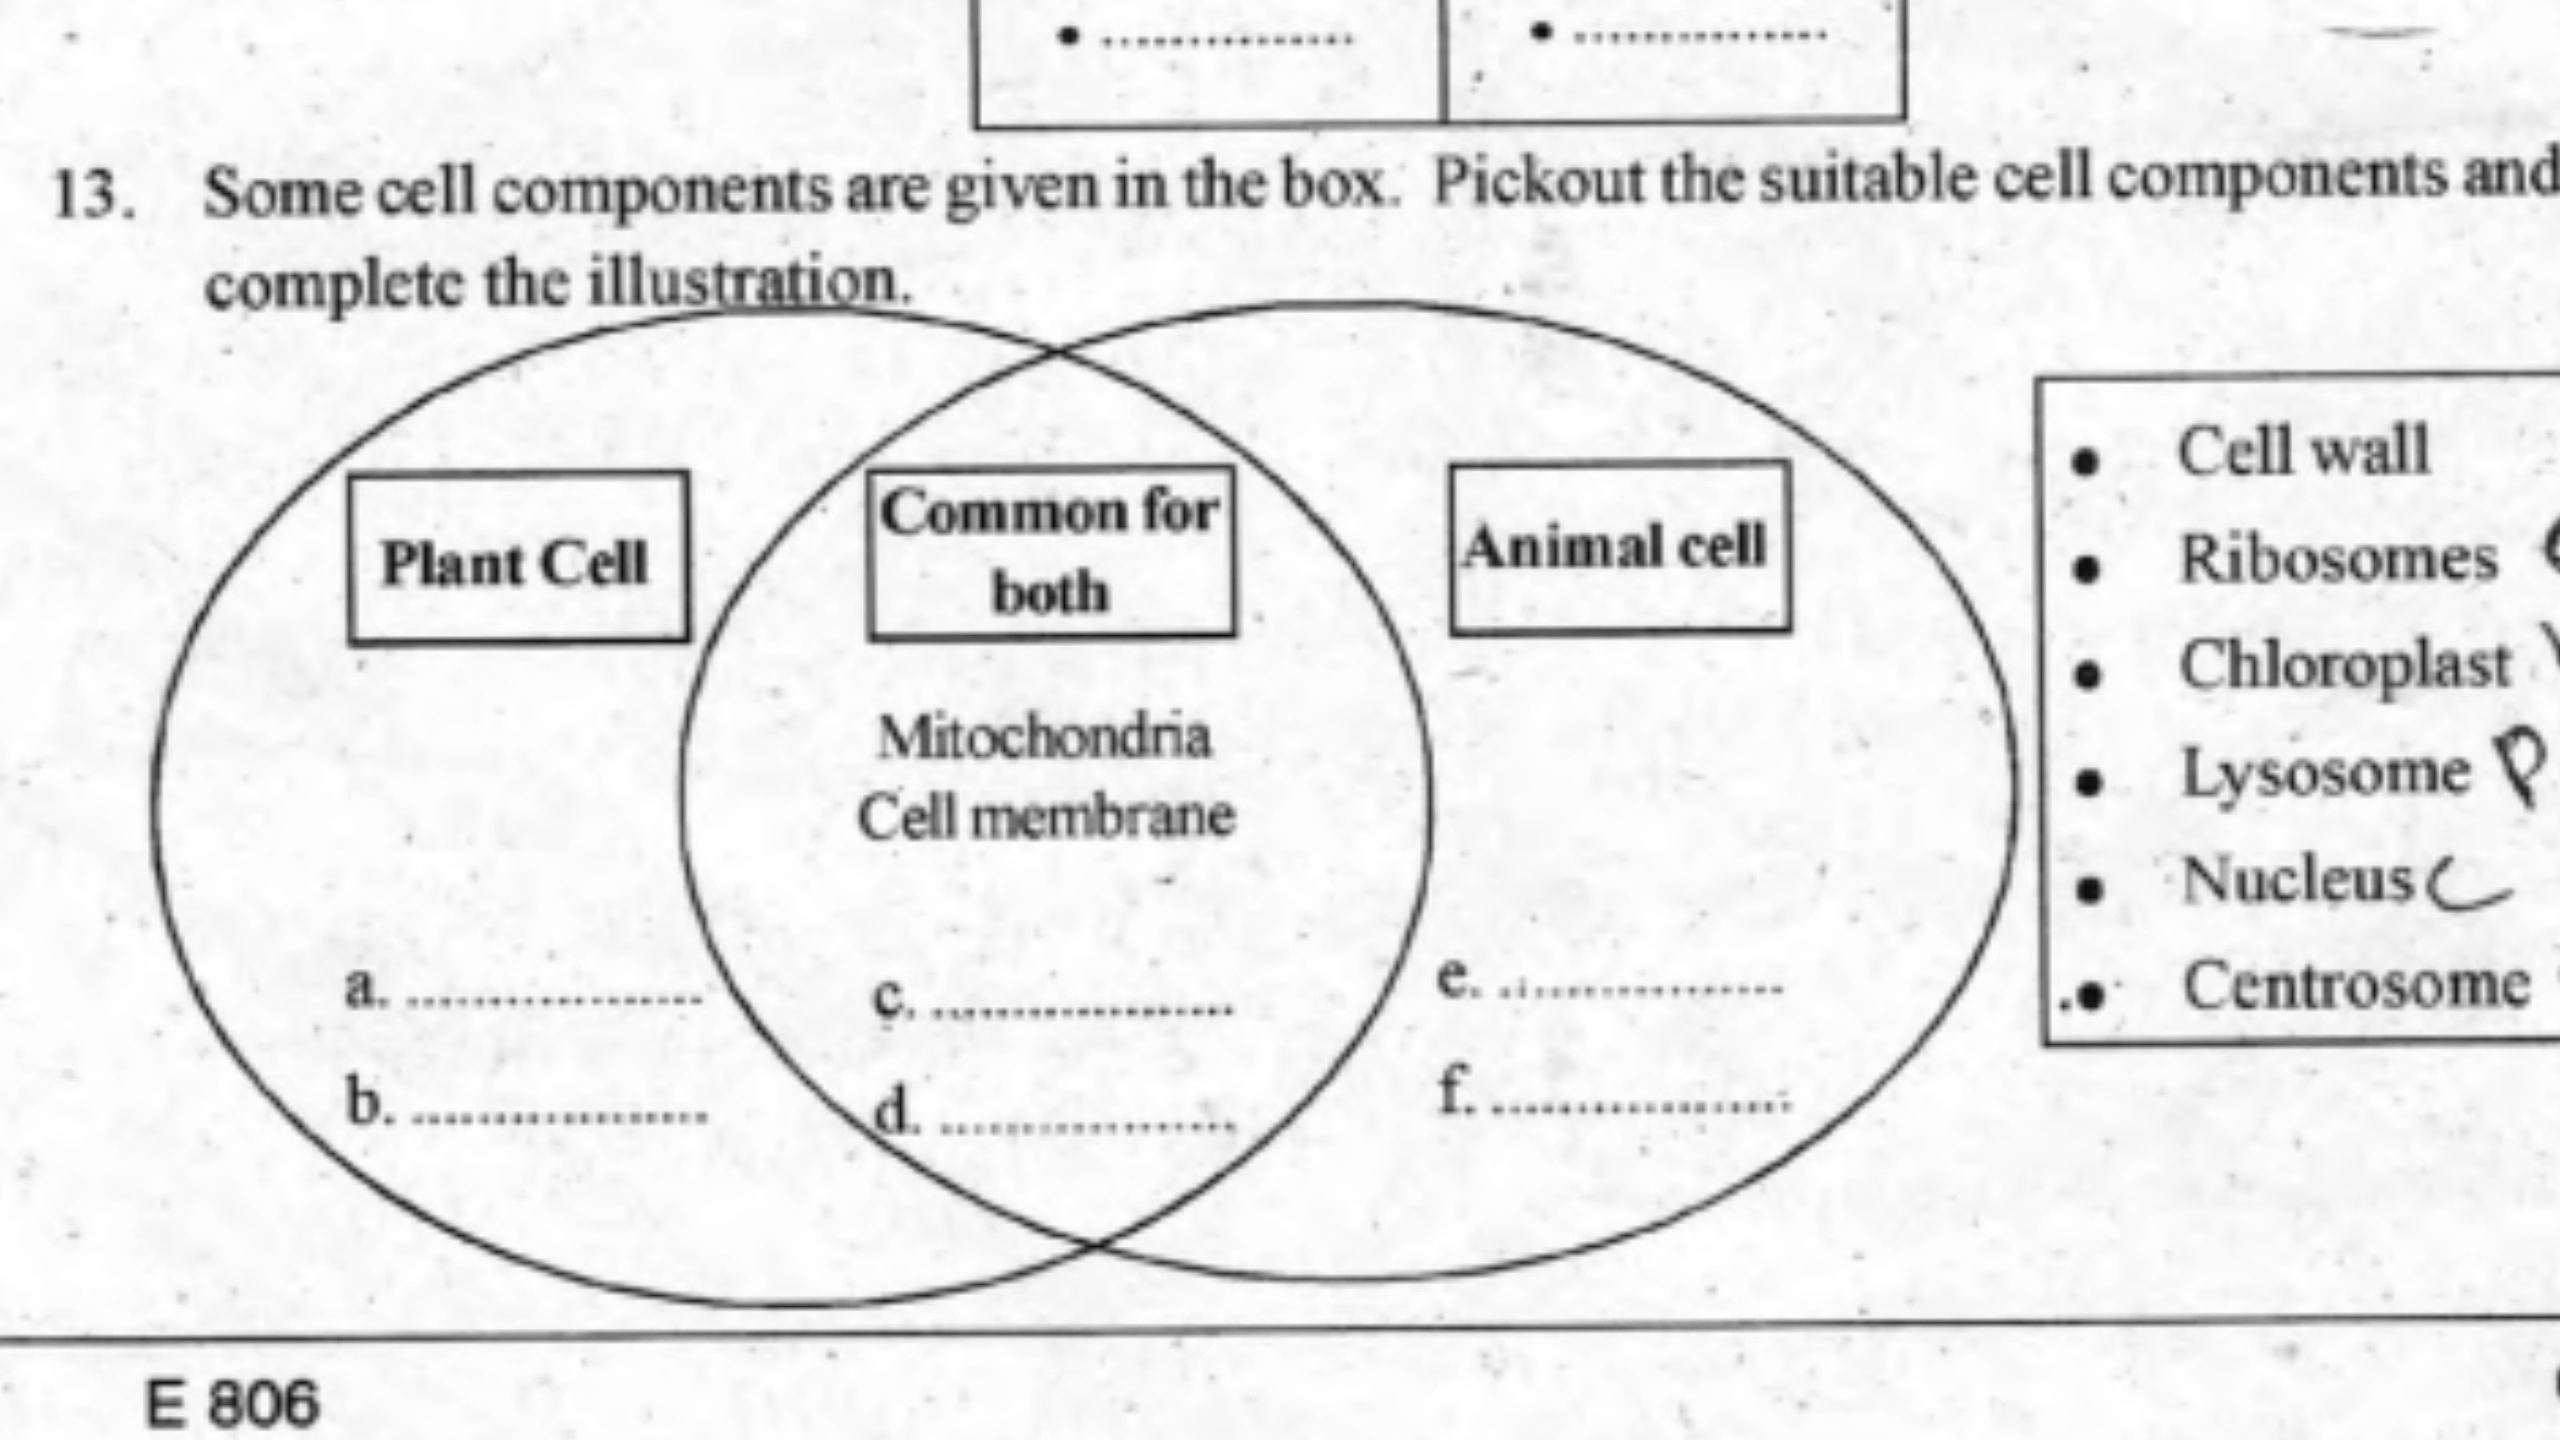 • ..................... | • .....................
13. Some cell components are given in the box. Pickout the suitable cell components and
complete the illustration.
Plant Cell
Common for
both
Animal cell
Mitochondria
Cell membrane
a. .........................
b. .........................
c. .........................
d. .........................
e. .........................
f. .........................
• Cell wall
• Ribosomes
• Chloroplast
• Lysosome P
• Nucleus C
• Centrosome
E 806